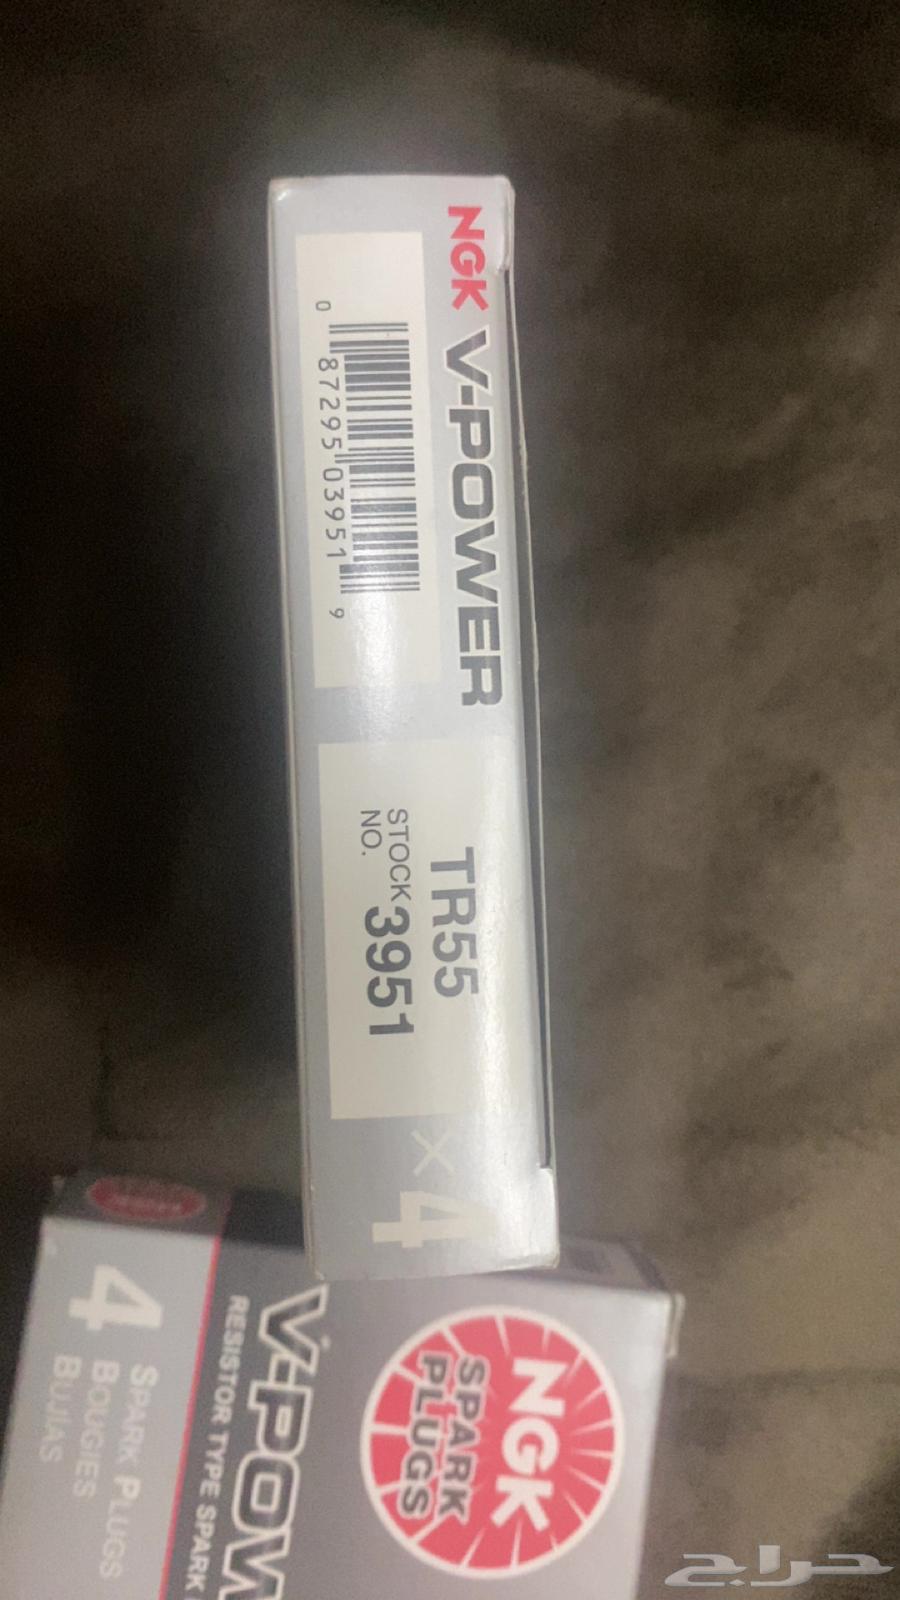 NGK V-POWER
0 87295 03951 9
TR55
STOCK NO. 3951
×4
NGK
SPARK
PLUGS
V-POW
RESISTOR TYPE SPARK
4 SPARK PLUGS
BOUGIES
BUJIAS
حراج